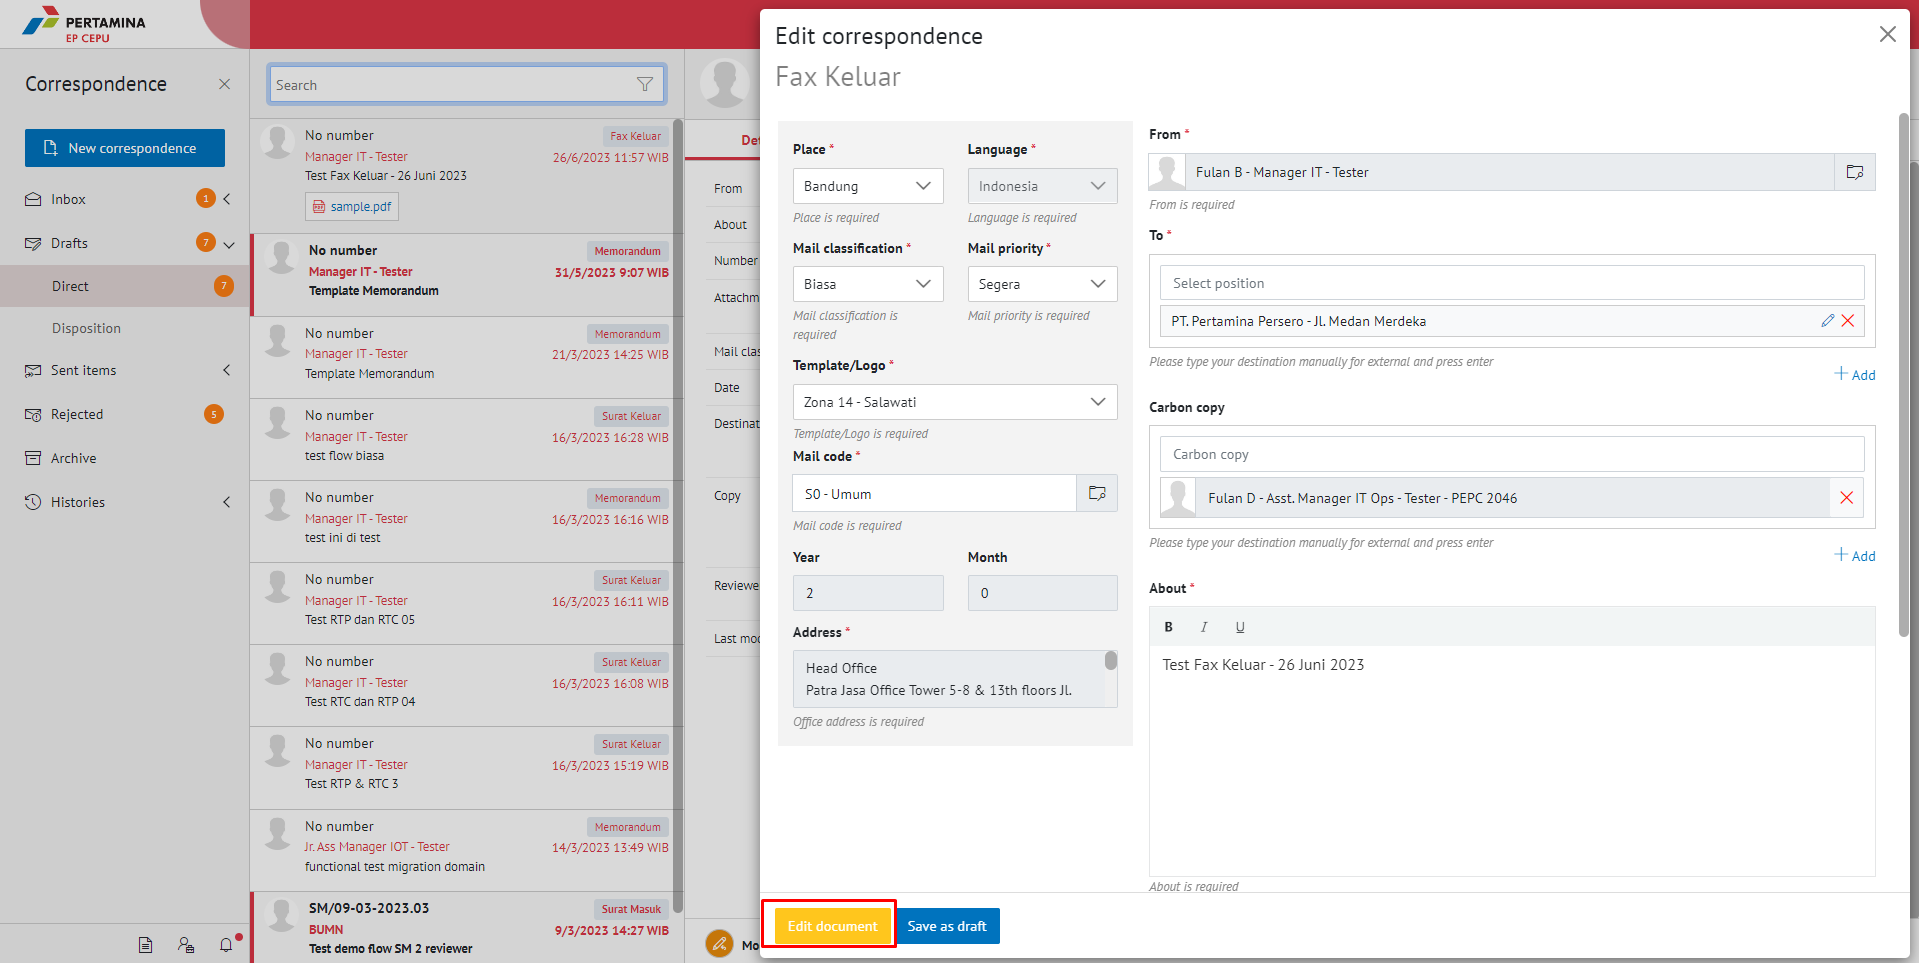 PERTAMINA
EP CEPU
Correspondence
New correspondence
Inbox
1
Drafts
7
Direct
7
Disposition
Sent items
Rejected
5
Archive
Histories
Search
No number
Fax Keluar
Manager IT - Tester
26/6/2023 11:57 WIB
Test Fax Keluar - 26 Juni 2023
sample.pdf
No number
Memorandum
Manager IT - Tester
31/5/2023 9:07 WIB
Template Memorandum
No number
Memorandum
Manager IT - Tester
21/3/2023 14:25 WIB
Template Memorandum
No number
Surat Keluar
Manager IT - Tester
16/3/2023 16:28 WIB
test flow biasa
No number
Memorandum
Manager IT - Tester
16/3/2023 16:16 WIB
test ini di test
No number
Surat Keluar
Manager IT - Tester
16/3/2023 16:11 WIB
Test RTP dan RTC 05
No number
Surat Keluar
Manager IT - Tester
16/3/2023 16:08 WIB
Test RTC dan RTP 04
No number
Surat Keluar
Manager IT - Tester
16/3/2023 15:19 WIB
Test RTP & RTC 3
No number
Memorandum
Jr. Ass Manager IOT - Tester
14/3/2023 13:49 WIB
functional test migration domain
SM/09-03-2023.03
Surat Masuk
BUMN
9/3/2023 14:27 WIB
Test demo flow SM 2 reviewer
Det
From
About
Number
Attachm
Mail clas
Date
Destinat
Copy
Reviewe
Last mod
Mo
Edit correspondence
Fax Keluar
Place *
Language *
Bandung
Indonesia
Place is required
Language is required
Mail classification *
Mail priority *
Biasa
Segera
Mail classification is
required
Mail priority is required
Template/Logo *
Zona 14 - Salawati
Template/Logo is required
Mail code *
S0 - Umum
Mail code is required
Year
Month
2
0
Address *
Head Office
Patra Jasa Office Tower 5-8 & 13th floors Jl.
Office address is required
From *
Fulan B - Manager IT - Tester
From is required
To *
Select position
PT. Pertamina Persero - Jl. Medan Merdeka
Please type your destination manually for external and press enter
+ Add
Carbon copy
Carbon copy
Fulan D - Asst. Manager IT Ops - Tester - PEPC 2046
Please type your destination manually for external and press enter
+ Add
About *
B I U
Test Fax Keluar - 26 Juni 2023
About is required
Edit document
Save as draft